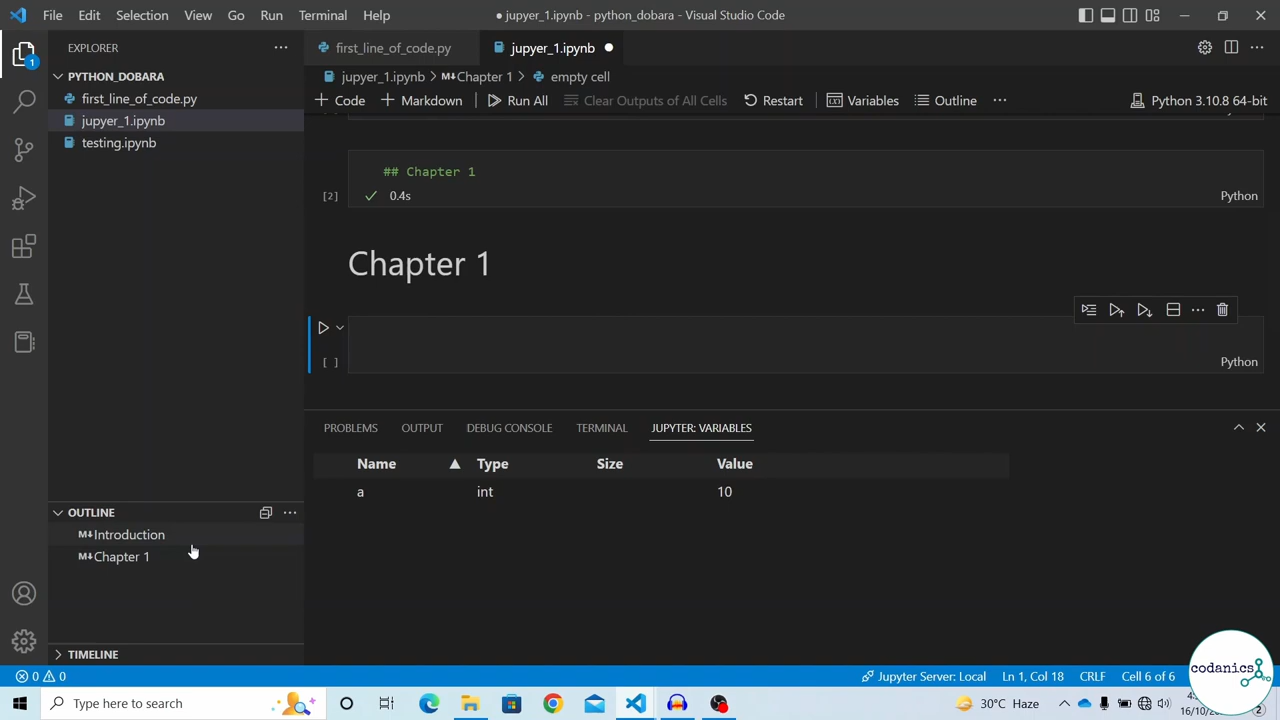 File Edit Selection View Go Run Terminal Help
● jupyer_1.ipynb - python_dobara - Visual Studio Code
EXPLORER
first_line_of_code.py
jupyer_1.ipynb
1
PYTHON_DOBARA
jupyer_1.ipynb > M↓Chapter 1 > empty cell
first_line_of_code.py
jupyer_1.ipynb
testing.ipynb
+ Code + Markdown Run All Clear Outputs of All Cells Restart Variables Outline ... Python 3.10.8 64-bit
## Chapter 1
[2] 0.4s Python
Chapter 1
[ ] Python
PROBLEMS OUTPUT DEBUG CONSOLE TERMINAL JUPYTER: VARIABLES
Name Type Size Value
a int 10
OUTLINE
M↓Introduction
M↓Chapter 1
TIMELINE
0 0 Jupyter Server: Local Ln 1, Col 18 CRLF Cell 6 of 6
codanics
Type here to search
30°C Haze
16/10/
2